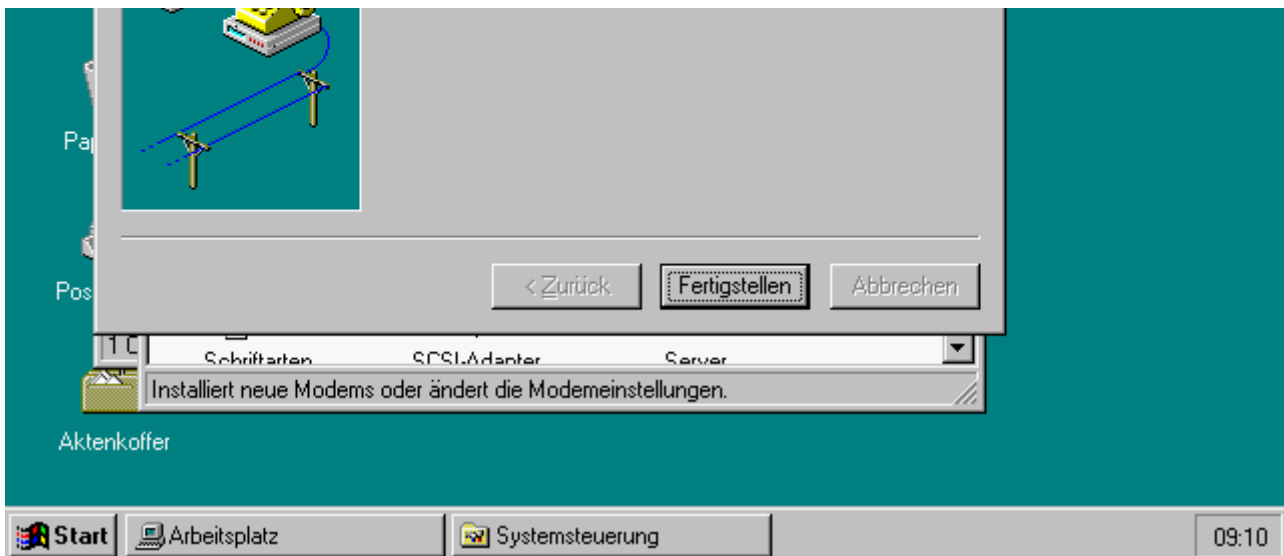 Pa
< Zurück
Fertigstellen
Abbrechen
Pos
1
Schriftarten
SCSI-Adapter
Server
Installiert neue Modems oder ändert die Modemeinstellungen.
Aktenkoffer
Start
Arbeitsplatz
Systemsteuerung
09:10